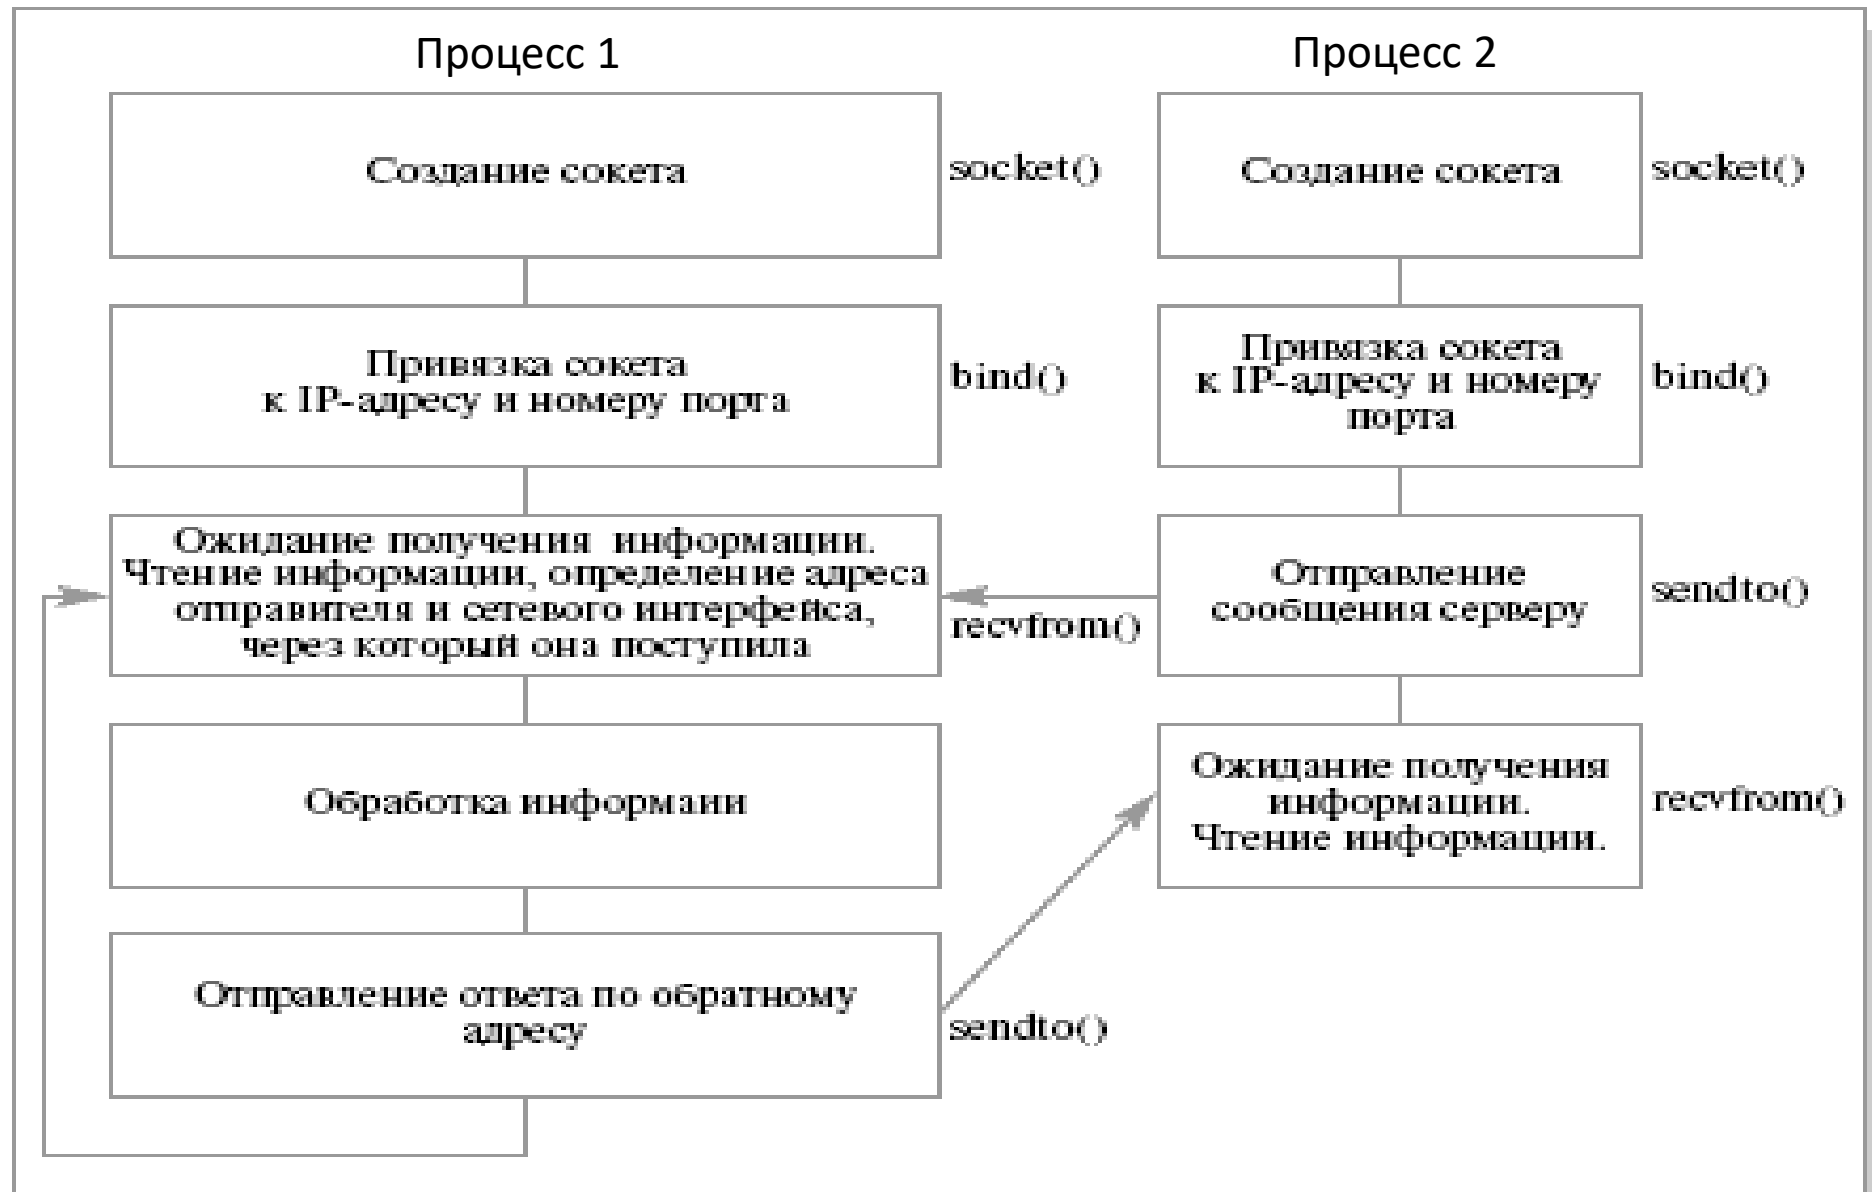 Процесс 1
Процесс 2
Создание сокета
socket()
Создание сокета
socket()
Привязка сокета
к IP-адресу и номеру порта
bind()
Привязка сокета
к IP-адресу и номеру
порта
bind()
Ожидание получения информации.
Чтение информации, определение адреса
отправителя и сетевого интерфейса,
через который она поступила
recvfrom()
Отправление
сообщения серверу
sendto()
Обработка информаии
Ожидание получения
информации.
Чтение информации.
recvfrom()
Отправление ответа по обратному
адресу
sendto()